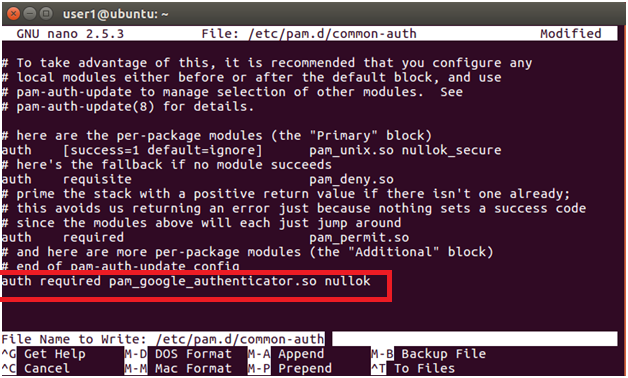 user1@ubuntu: ~
GNU nano 2.5.3 File: /etc/pam.d/common-auth Modified
# To take advantage of this, it is recommended that you configure any
# local modules either before or after the default block, and use
# pam-auth-update to manage selection of other modules.  See
# pam-auth-update(8) for details.
# here are the per-package modules (the "Primary" block)
auth    [success=1 default=ignore]      pam_unix.so nullok_secure
# here's the fallback if no module succeeds
auth    requisite                       pam_deny.so
# prime the stack with a positive return value if there isn't one already;
# this avoids us returning an error just because nothing sets a success code
# since the modules above will each just jump around
auth    required                        pam_permit.so
# and here are more per-package modules (the "Additional" block)
# end of pam-auth-update config
auth required pam_google_authenticator.so nullok
File Name to Write: /etc/pam.d/common-auth
^G Get Help M-D DOS Format M-A Append M-B Backup File
^C Cancel M-M Mac Format M-P Prepend ^T To Files